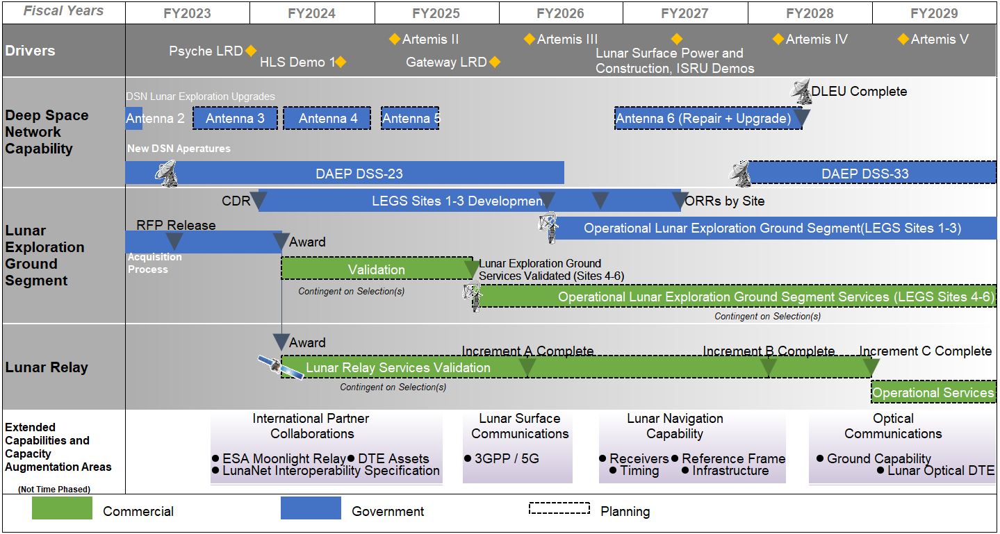 Fiscal Years
FY2023
FY2024
FY2025
FY2026
FY2027
FY2028
FY2029
Drivers
Artemis II
Artemis III
Artemis IV
Artemis V
Psyche LRD
HLS Demo 1
Gateway LRD
Lunar Surface Power and
Construction, ISRU Demos
Deep Space
Network
Capability
DSN Lunar Exploration Upgrades
DLEU Complete
Antenna 2
Antenna 3
Antenna 4
Antenna 5
Antenna 6 (Repair + Upgrade)
New DSN Aperatures
DAEP DSS-23
DAEP DSS-33
Lunar
Exploration
Ground
Segment
CDR
LEGS Sites 1-3 Development
ORRs by Site
RFP Release
Operational Lunar Exploration Ground Segment(LEGS Sites 1-3)
Award
Acquisition
Process
Validation
Lunar Exploration Ground
Services Validated (Sites 4-6)
Contingent on Selection(s)
Operational Lunar Exploration Ground Segment Services (LEGS Sites 4-6)
Contingent on Selection(s)
Lunar Relay
Award
Increment A Complete
Increment B Complete
Increment C Complete
Lunar Relay Services Validation
Contingent on Selection(s)
Operational Services
Extended
Capabilities and
Capacity
Augmentation Areas
(Not Time Phased)
International Partner
Collaborations
● ESA Moonlight Relay ● DTE Assets
● LunaNet Interoperability Specification
Lunar Surface
Communications
● 3GPP / 5G
Lunar Navigation
Capability
● Receivers ● Reference Frame
● Timing ● Infrastructure
Optical
Communications
● Ground Capability
● Lunar Optical DTE
Commercial
Government
Planning